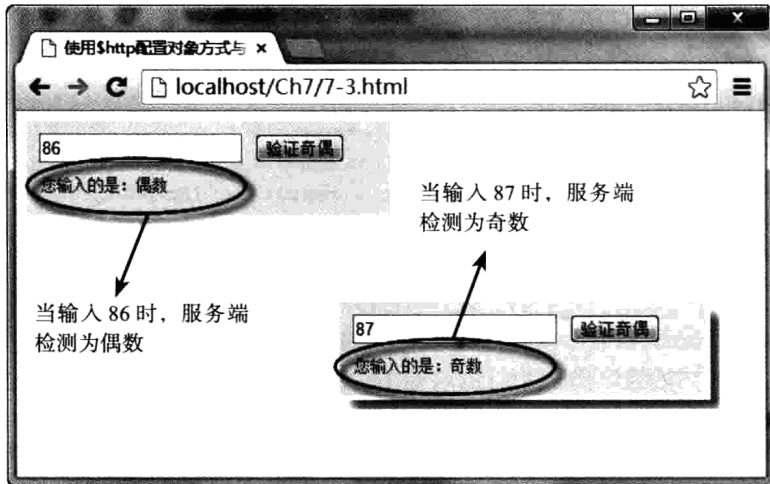 使用$http配置对象方式与
localhost/Ch7/7-3.html
86
验证奇偶
您输入的是：偶数
当输入 87 时，服务端
检测为奇数
当输入 86 时，服务端
检测为偶数
87
验证奇偶
您输入的是：奇数